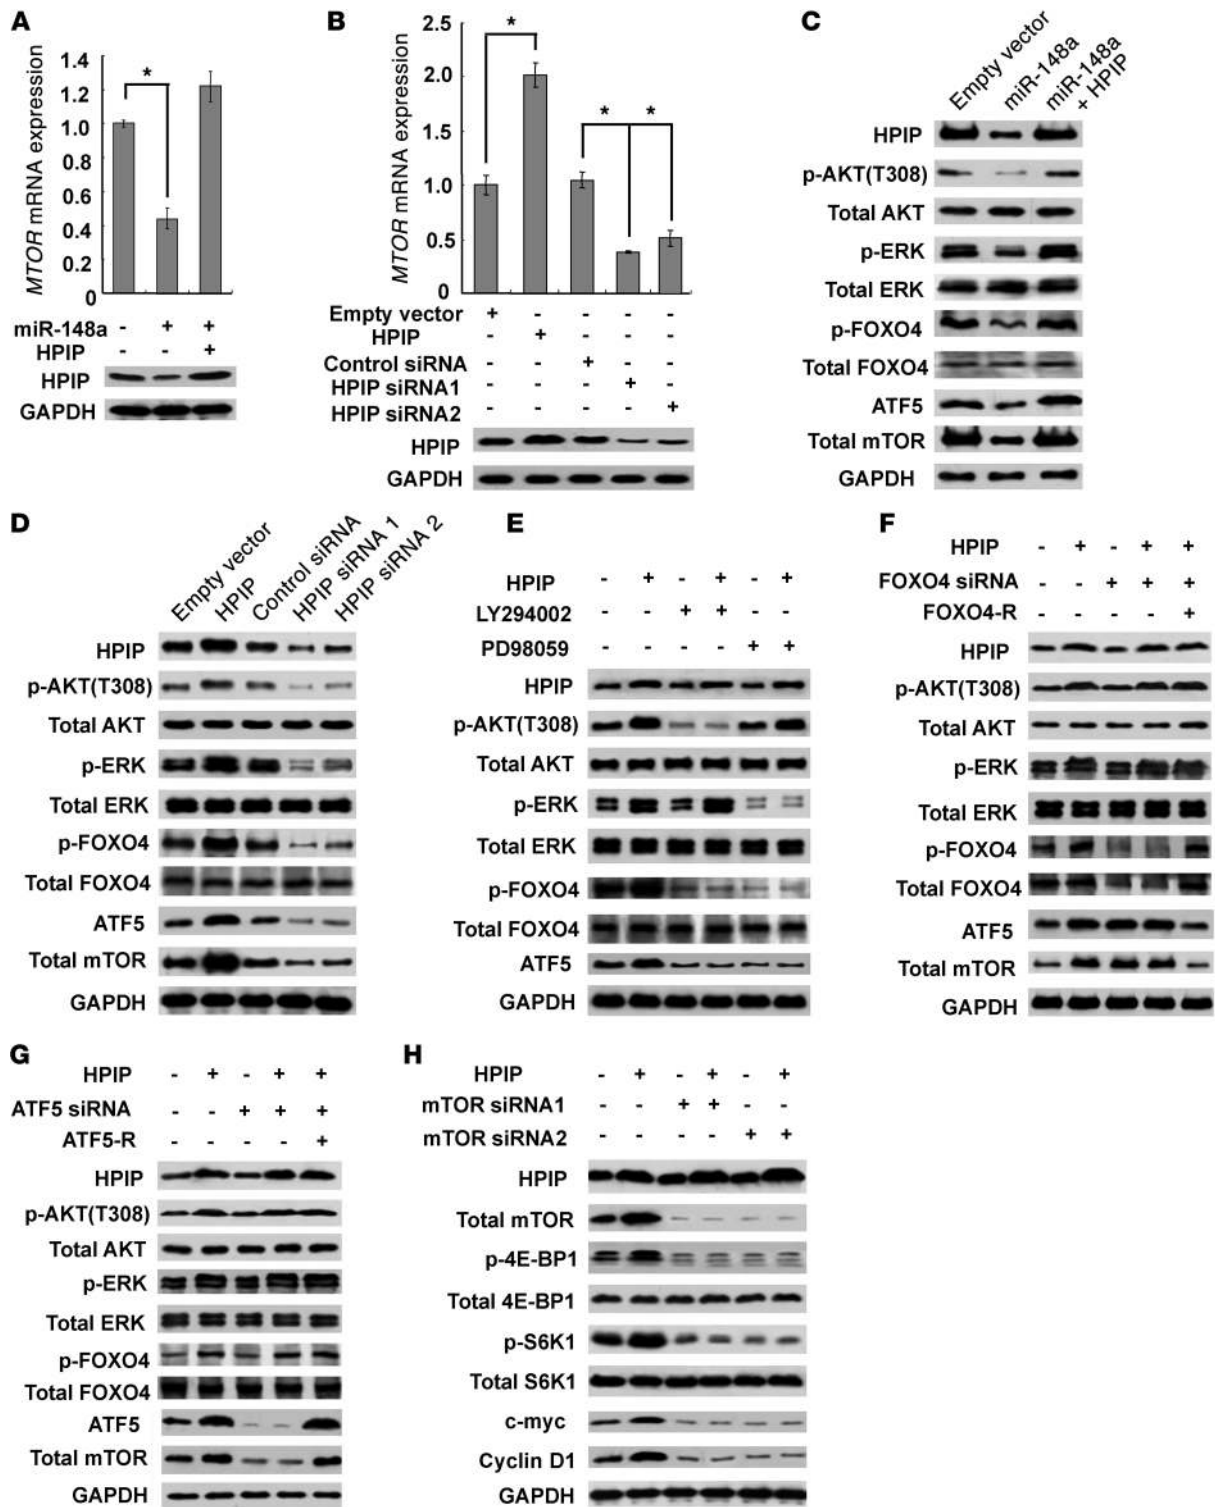 A
MTOR mRNA expression
1.4
1.2
1.0
0.8
0.6
0.4
0.2
0
*
miR-148a - + +
HPIP - - +
HPIP
GAPDH
B
MTOR mRNA expression
2.5
2.0
1.5
1.0
0.5
0
*
* *
Empty vector + - - - -
HPIP - + - - -
Control siRNA - - + - -
HPIP siRNA1 - - - + -
HPIP siRNA2 - - - - +
HPIP
GAPDH
C
Empty vector
miR-148a
miR-148a
+ HPIP
HPIP
p-AKT(T308)
Total AKT
p-ERK
Total ERK
p-FOXO4
Total FOXO4
ATF5
Total mTOR
GAPDH
D
Empty vector
HPIP
Control siRNA
HPIP siRNA 1
HPIP siRNA 2
HPIP
p-AKT(T308)
Total AKT
p-ERK
Total ERK
p-FOXO4
Total FOXO4
ATF5
Total mTOR
GAPDH
E
HPIP - + - + - +
LY294002 - - + + - -
PD98059 - - - - + +
HPIP
p-AKT(T308)
Total AKT
p-ERK
Total ERK
p-FOXO4
Total FOXO4
ATF5
GAPDH
F
HPIP - + - + +
FOXO4 siRNA - - + + +
FOXO4-R - - - - +
HPIP
p-AKT(T308)
Total AKT
p-ERK
Total ERK
p-FOXO4
Total FOXO4
ATF5
Total mTOR
GAPDH
G
HPIP - + - + +
ATF5 siRNA - - + + +
ATF5-R - - - - +
HPIP
p-AKT(T308)
Total AKT
p-ERK
Total ERK
p-FOXO4
Total FOXO4
ATF5
Total mTOR
GAPDH
H
HPIP - + - + - +
mTOR siRNA1 - - + + - -
mTOR siRNA2 - - - - + +
HPIP
Total mTOR
p-4E-BP1
Total 4E-BP1
p-S6K1
Total S6K1
c-myc
Cyclin D1
GAPDH